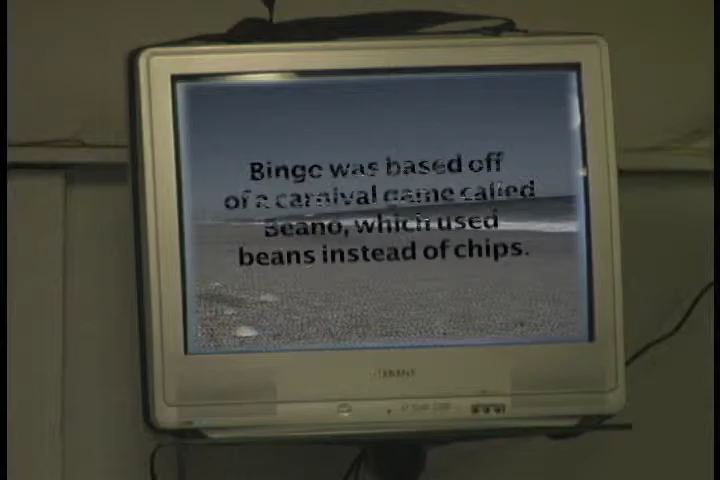 Bingo was based off
of a carnival game called
Beano, which used
beans instead of chips.